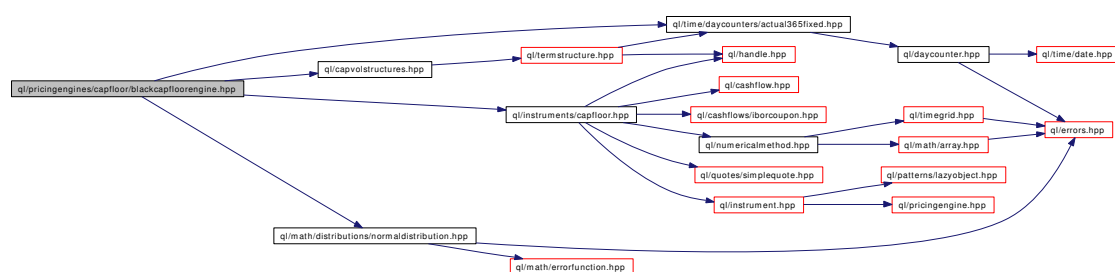 ql/time/daycounters/actual365fixed.hpp
ql/termstructure.hpp
ql/handle.hpp
ql/daycounter.hpp
ql/time/date.hpp
ql/capvolstructures.hpp
ql/pricingengines/capfloor/blackcapfloorengine.hpp
ql/cashflow.hpp
ql/instruments/capfloor.hpp
ql/cashflows/iborcoupon.hpp
ql/timegrid.hpp
ql/errors.hpp
ql/numericalmethod.hpp
ql/math/array.hpp
ql/quotes/simplequote.hpp
ql/patterns/lazyobject.hpp
ql/instrument.hpp
ql/pricingengine.hpp
ql/math/distributions/normaldistribution.hpp
ql/math/errorfunction.hpp